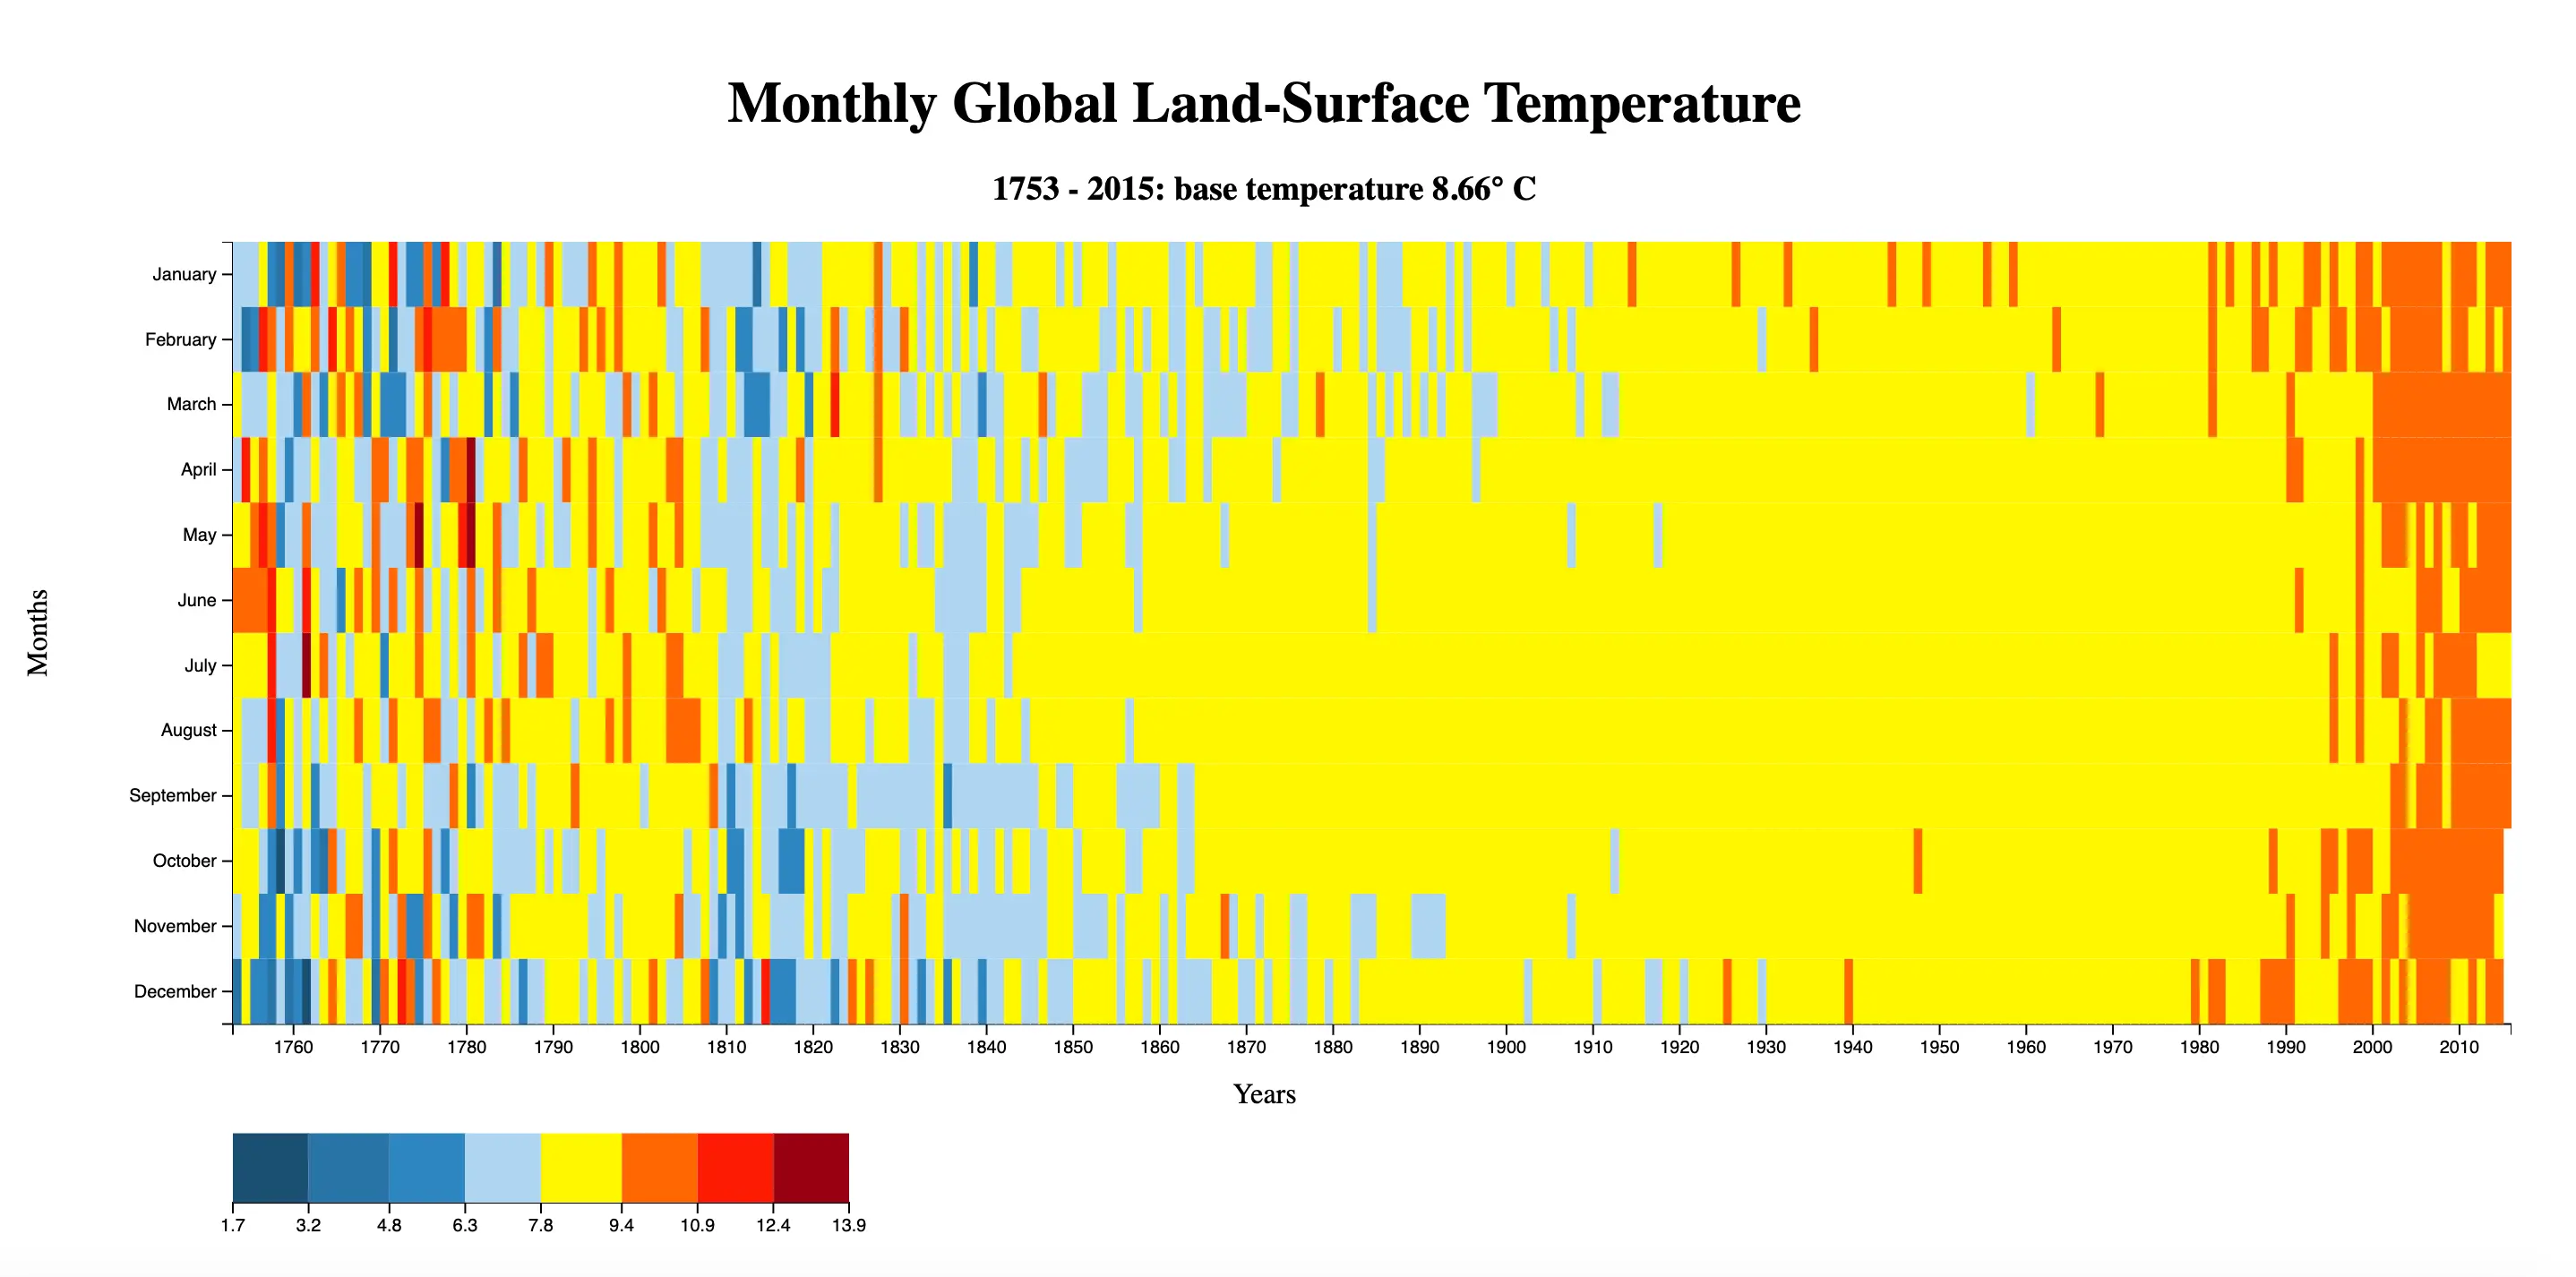 Monthly Global Land-Surface Temperature
1753 - 2015: base temperature 8.66° C
January
February
March
April
May
June
July
August
September
October
November
December
Months
1760 1770 1780 1790 1800 1810 1820 1830 1840 1850 1860 1870 1880 1890 1900 1910 1920 1930 1940 1950 1960 1970 1980 1990 2000 2010
Years
1.7 3.2 4.8 6.3 7.8 9.4 10.9 12.4 13.9